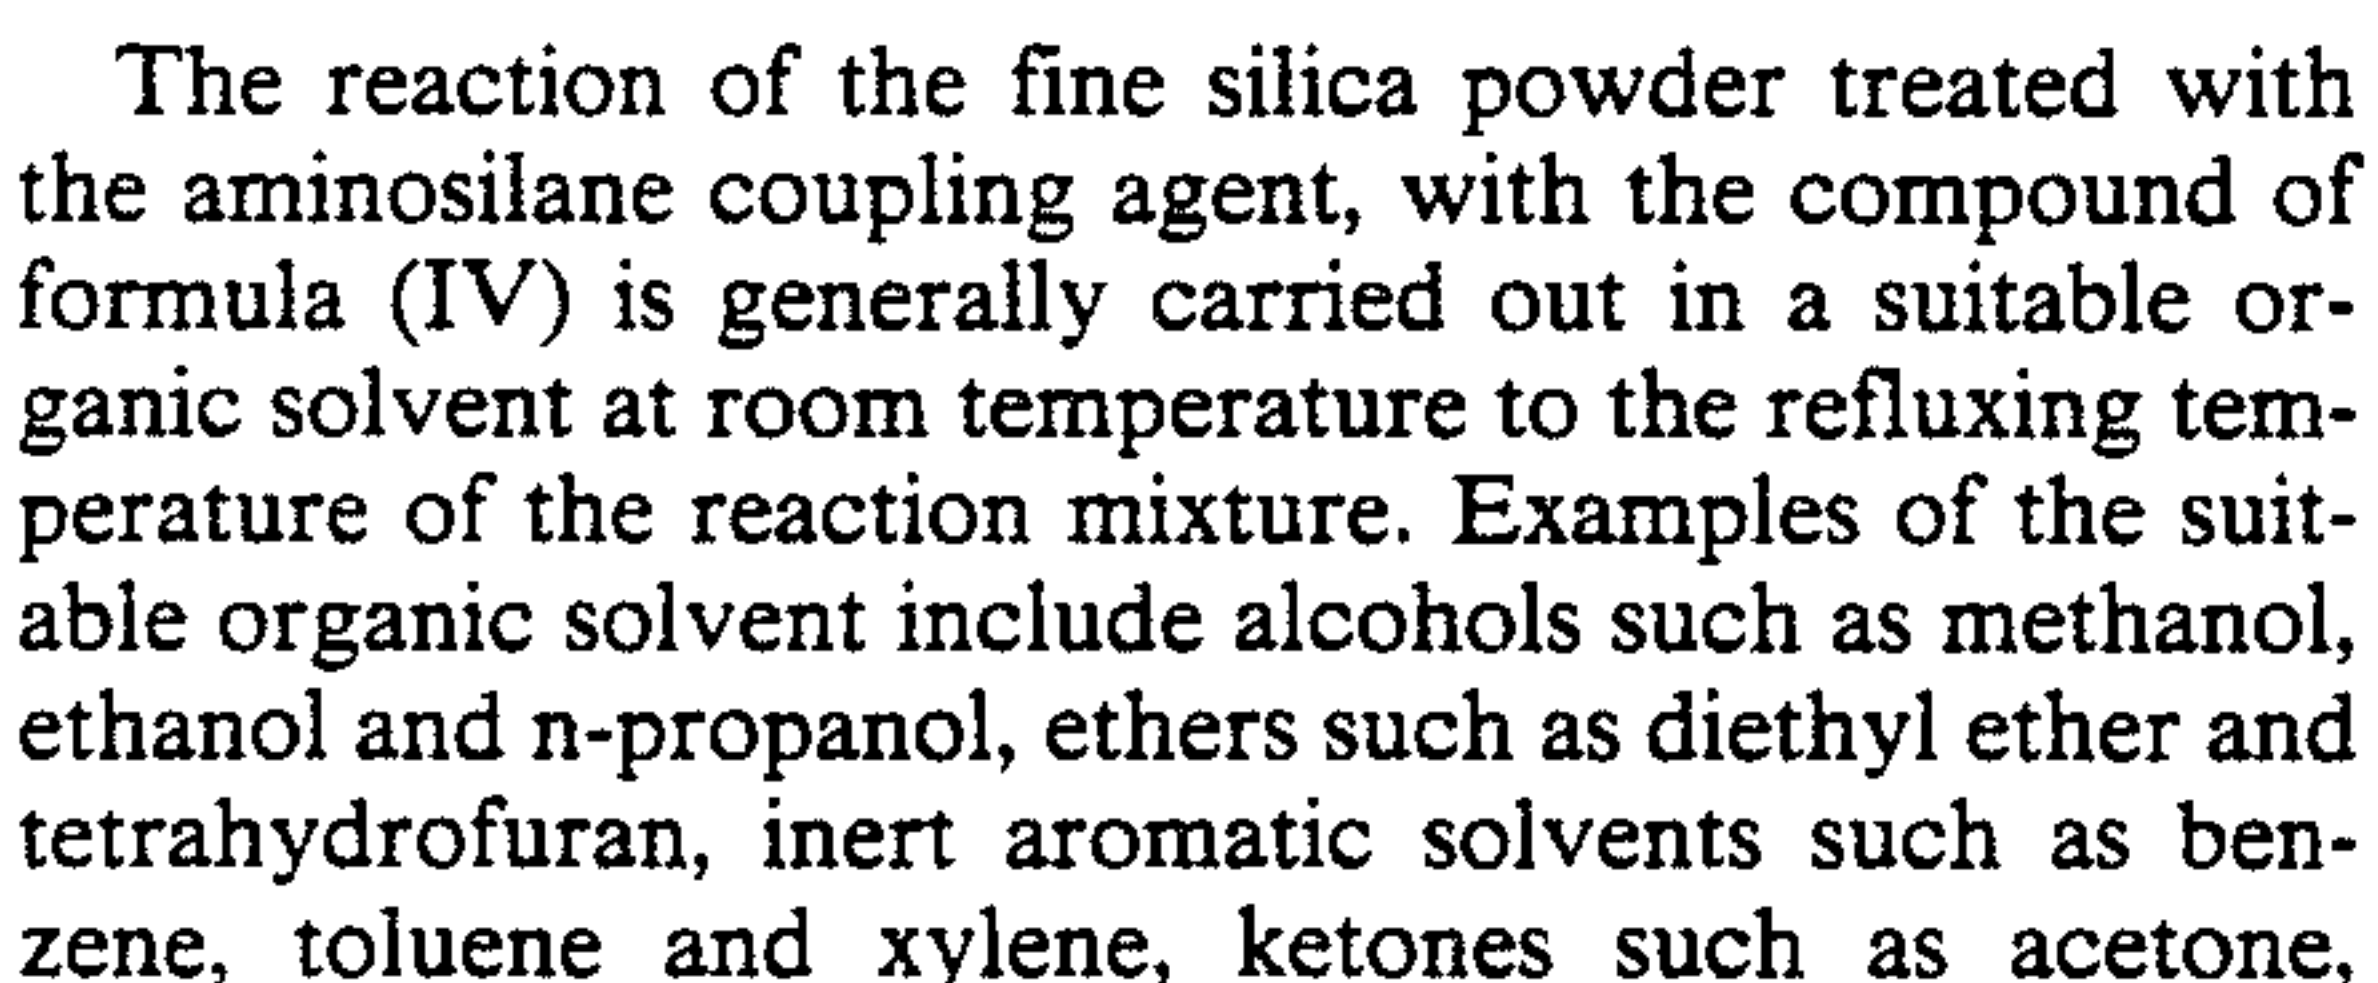 The reaction of the fine silica powder treated with
the aminosilane coupling agent, with the compound of
formula (IV) is generally carried out in a suitable or-
ganic solvent at room temperature to the refluxing tem-
perature of the reaction mixture. Examples of the suit-
able organic solvent include alcohols such as methanol,
ethanol and n-propanol, ethers such as diethyl ether and
tetrahydrofuran, inert aromatic solvents such as ben-
zene, toluene and xylene, ketones such as acetone,